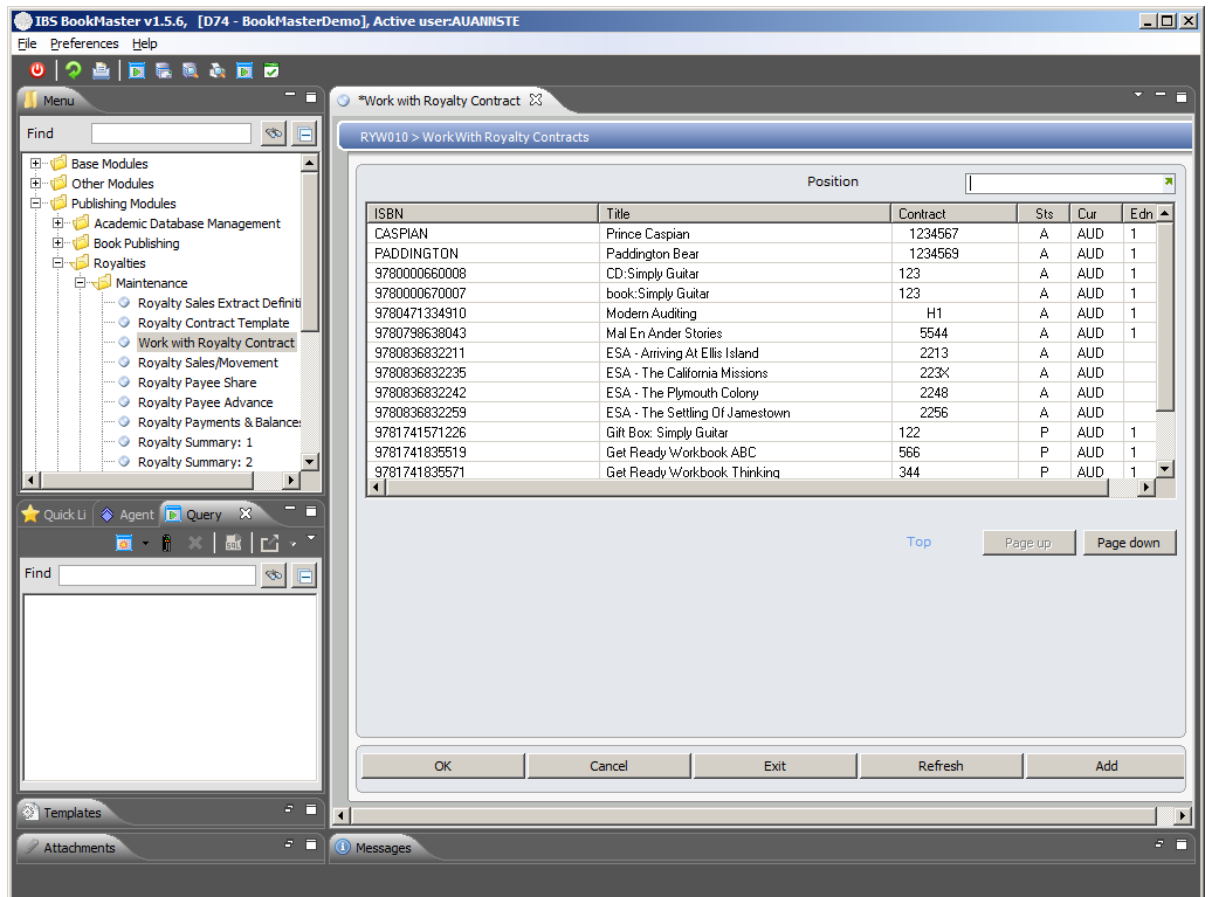 IBS BookMaster v1.5.6, [D74 - BookMasterDemo], Active user:AUANNSTE
File Preferences Help
Menu
Find
Base Modules
Other Modules
Publishing Modules
Academic Database Management
Book Publishing
Royalties
Maintenance
Royalty Sales Extract Definiti
Royalty Contract Template
Work with Royalty Contract
Royalty Sales/Movement
Royalty Payee Share
Royalty Payee Advance
Royalty Payments & Balance
Royalty Summary: 1
Royalty Summary: 2
Quick Li Agent Query
Find
Templates
Attachments
*Work with Royalty Contract
RYW010 > Work With Royalty Contracts
Position
ISBN Title Contract Sts Cur Edn
CASPIAN Prince Caspian 1234567 A AUD 1
PADDINGTON Paddington Bear 1234569 A AUD 1
9780000660008 CD:Simply Guitar 123 A AUD 1
9780000670007 book:Simply Guitar 123 A AUD 1
9780471334910 Modern Auditing H1 A AUD 1
9780798638043 Mal En Ander Stories 5544 A AUD 1
9780836832211 ESA - Arriving At Ellis Island 2213 A AUD
9780836832235 ESA - The California Missions 223X A AUD
9780836832242 ESA - The Plymouth Colony 2248 A AUD
9780836832259 ESA - The Settling Of Jamestown 2256 A AUD
9781741571226 Gift Box: Simply Guitar 122 P AUD 1
9781741835519 Get Ready Workbook ABC 566 P AUD 1
9781741835571 Get Ready Workbook Thinking 344 P AUD 1
Top Page up Page down
OK Cancel Exit Refresh Add
Messages